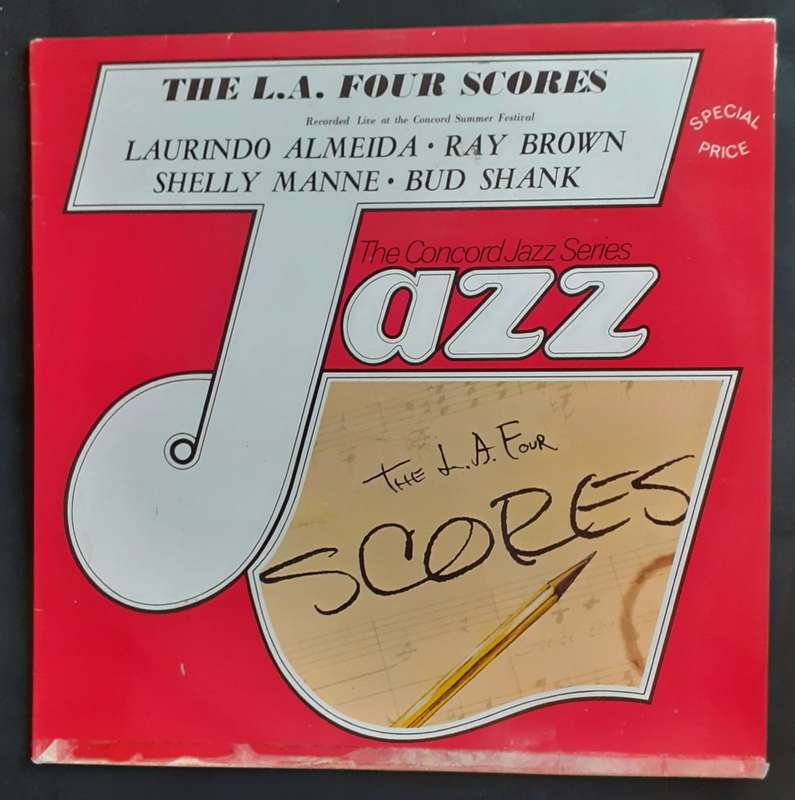 THE L.A. FOUR SCORES
Recorded Live at the Concord Summer Festival
LAURINDO ALMEIDA • RAY BROWN
SHELLY MANNE • BUD SHANK
SPECIAL
PRICE
The Concord Jazz Series
Jazz
THE L.A. FOUR
SCORES